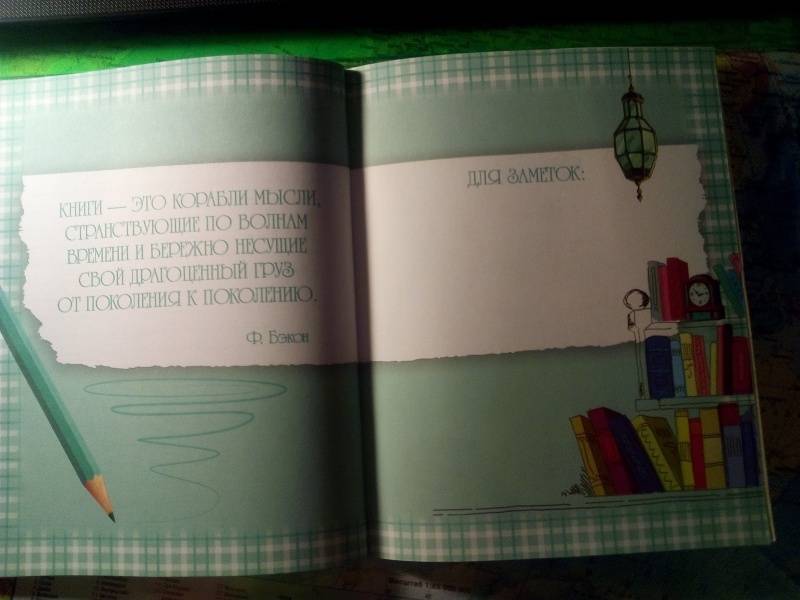 КНИГИ — ЭТО КОРАБЛИ МЫСЛИ,
СТРАНСТВУЮЩИЕ ПО ВОЛНАМ
ВРЕМЕНИ И БЕРЕЖНО НЕСУЩИЕ
СВОЙ ДРАГОЦЕННЫЙ ГРУЗ
ОТ ПОКОЛЕНИЯ К ПОКОЛЕНИЮ.
Ф. Бэкон
ДЛЯ ЗАМЕТОК: